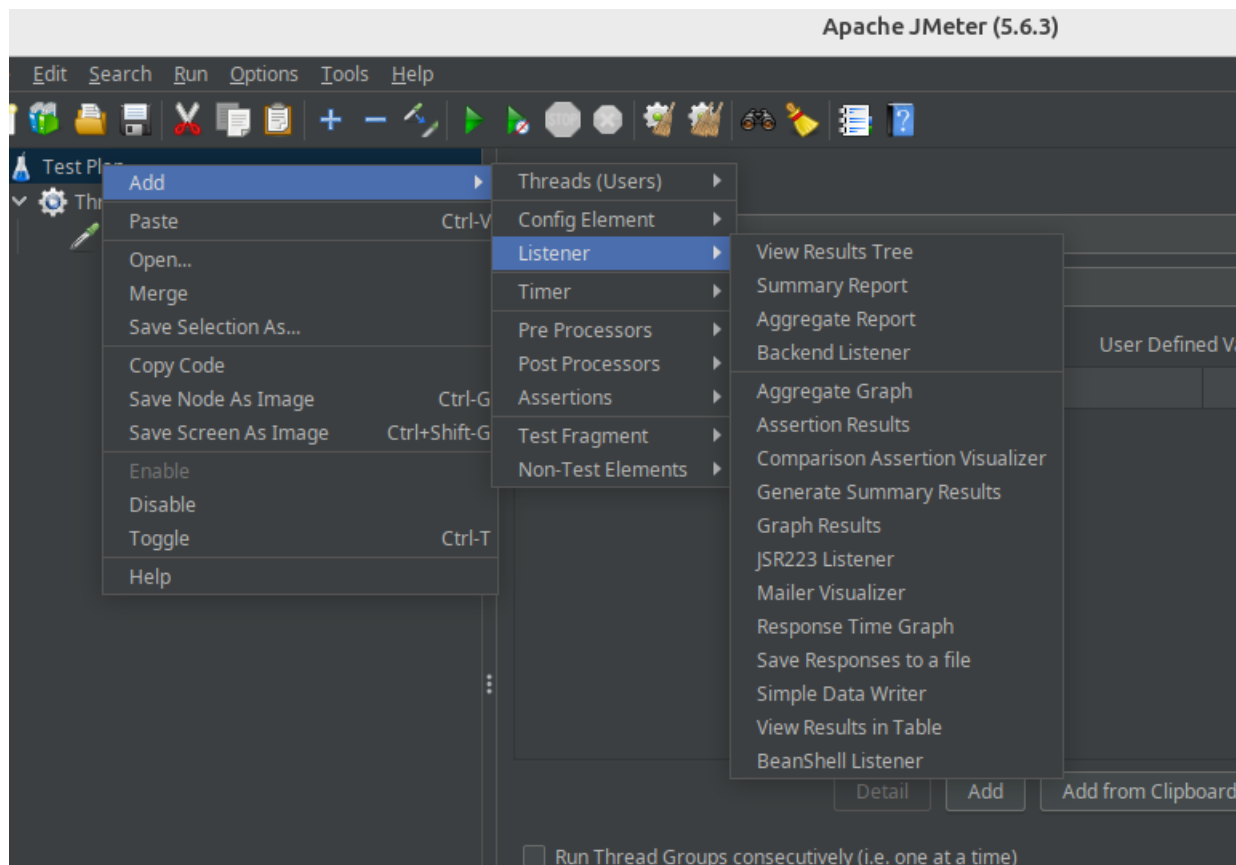 Apache JMeter (5.6.3)
Edit Search Run Options Tools Help
STOP
Test Plan
Add
Paste Ctrl-V
Open...
Merge
Save Selection As...
Copy Code
Save Node As Image Ctrl-G
Save Screen As Image Ctrl+Shift-G
Enable
Disable
Toggle Ctrl-T
Help
Threads (Users)
Config Element
Listener
Timer
Pre Processors
Post Processors
Assertions
Test Fragment
Non-Test Elements
View Results Tree
Summary Report
Aggregate Report
Backend Listener
Aggregate Graph
Assertion Results
Comparison Assertion Visualizer
Generate Summary Results
Graph Results
JSR223 Listener
Mailer Visualizer
Response Time Graph
Save Responses to a file
Simple Data Writer
View Results in Table
BeanShell Listener
User Defined
Detail Add Add from Clipboard
Run Thread Groups consecutively (i.e. one at a time)